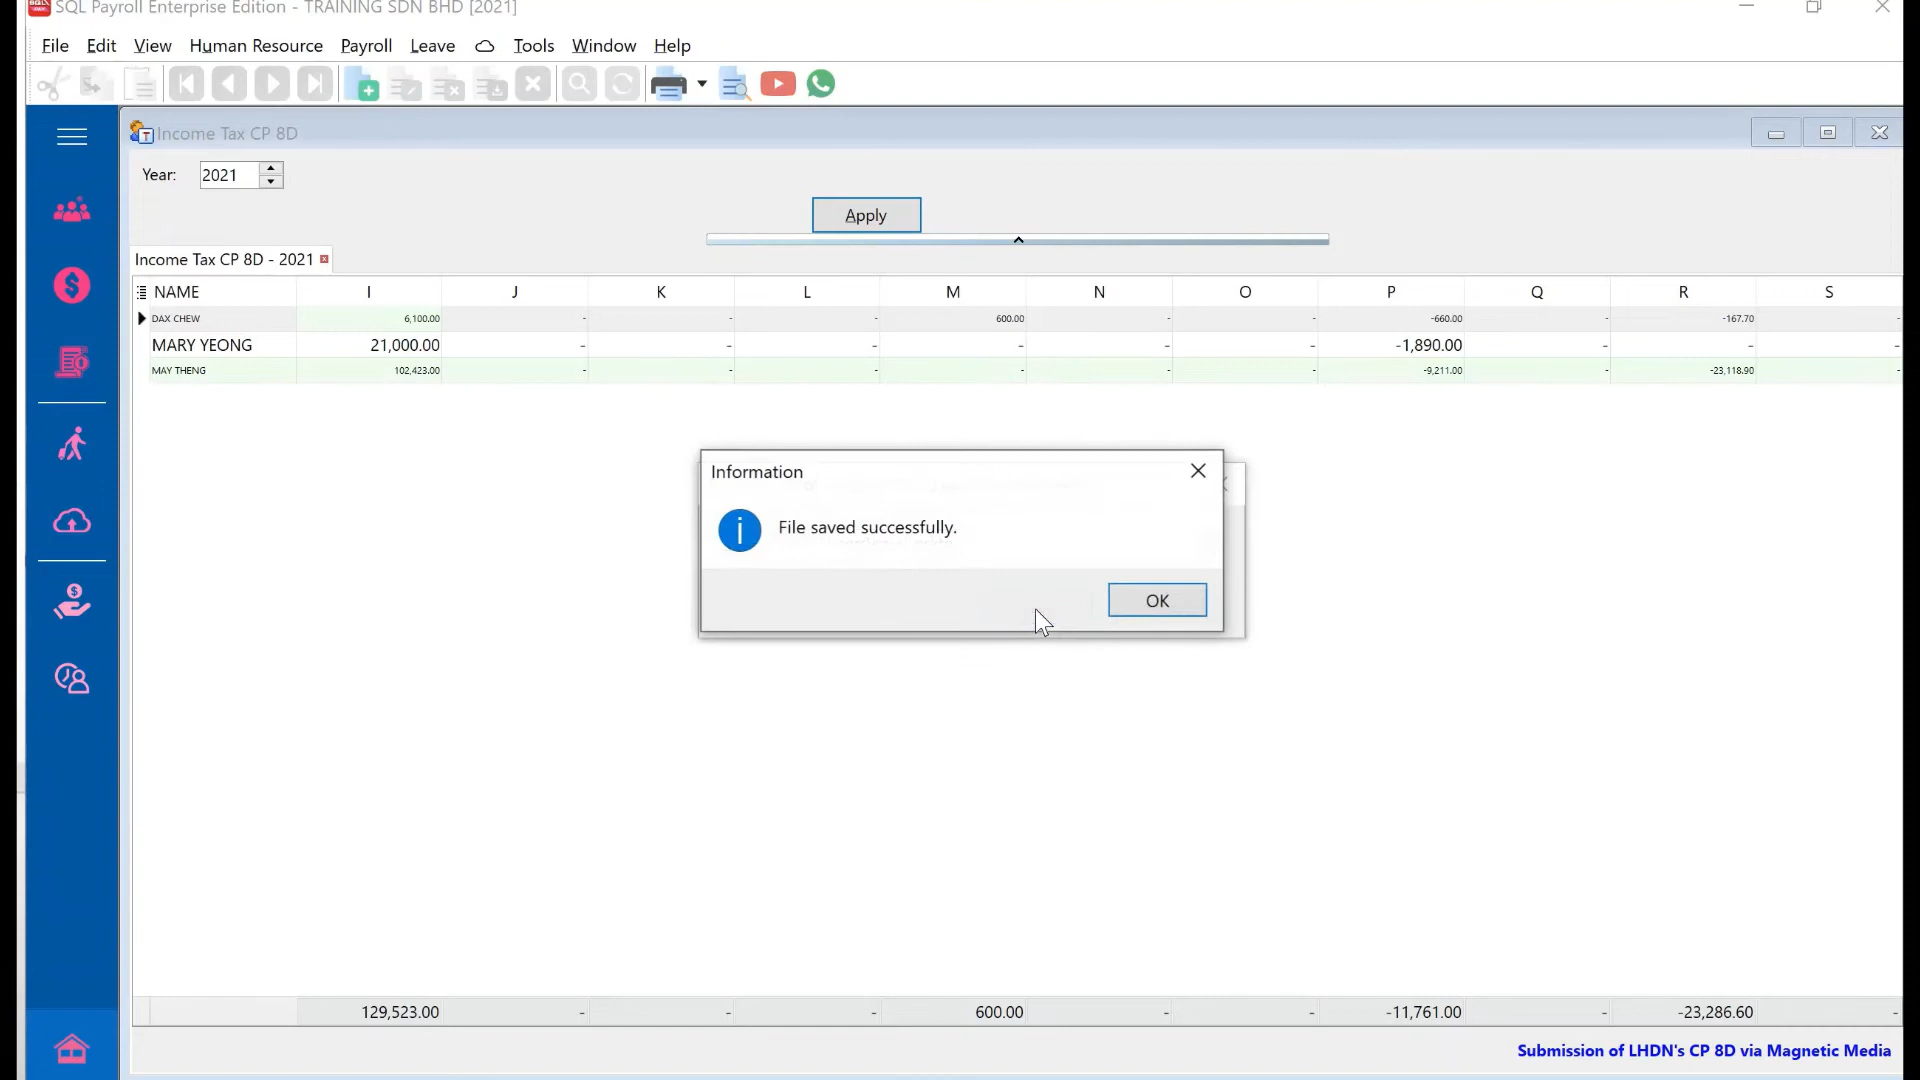 SQL Payroll Enterprise Edition - TRAINING SDN BHD [2021]
File Edit View Human Resource Payroll Leave Tools Window Help
Income Tax CP 8D
Year: 2021
Apply
Income Tax CP 8D - 2021
NAME I J K L M N O P Q R S
DAX CHEW 6,100.00 - - - 600.00 - - -660.00 - -167.70 -
MARY YEONG 21,000.00 - - - - - - -1,890.00 - - -
MAY THENG 102,423.00 - - - - - - -9,211.00 - -23,118.90 -
Information
File saved successfully.
OK
129,523.00 - - - 600.00 - - -11,761.00 - -23,286.60 -
Submission of LHDN's CP 8D via Magnetic Media